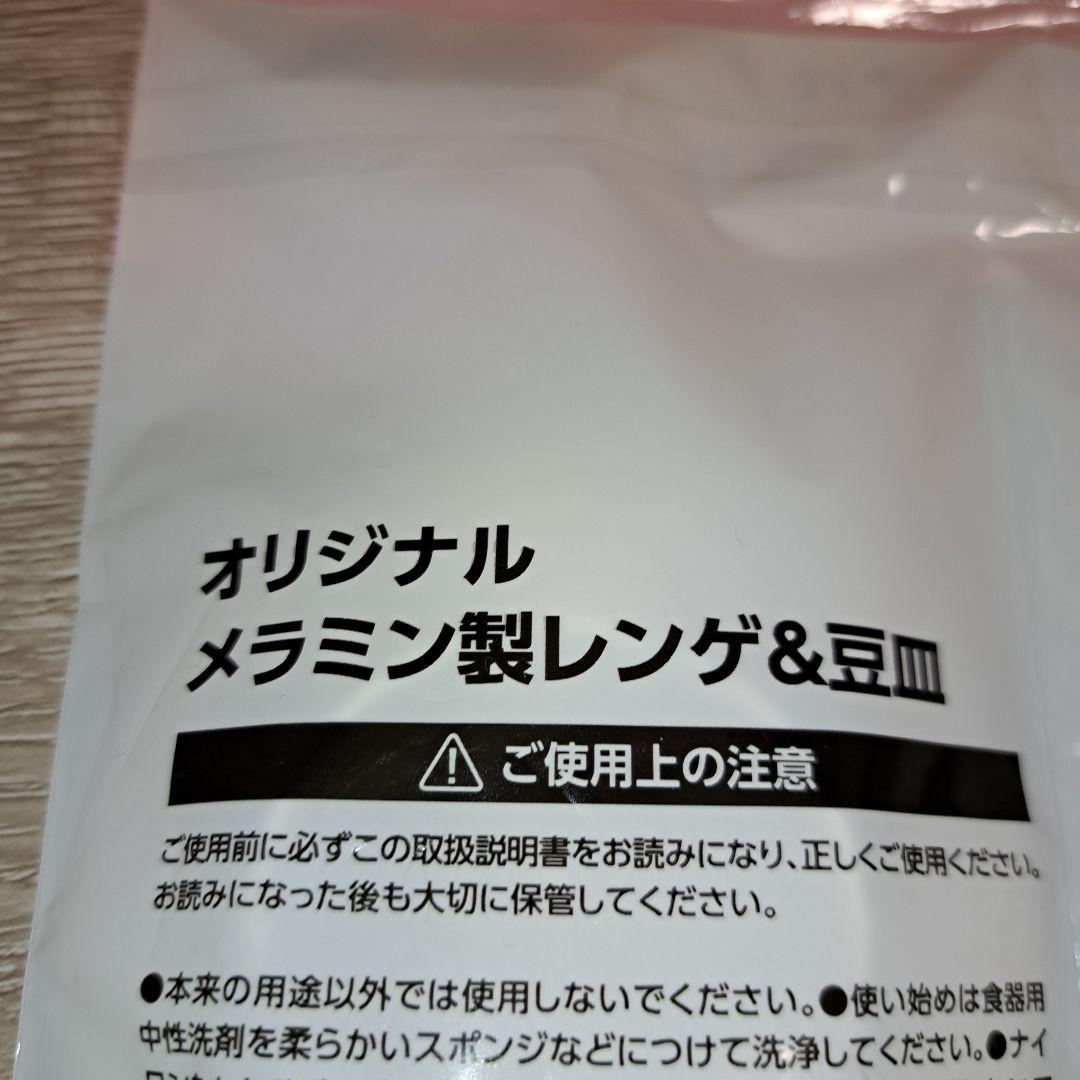 オリジナル
メラミン製レンゲ&豆皿
ご使用上の注意
ご使用前に必ずこの取扱説明書をお読みになり、正しくご使用ください。
お読みになった後も大切に保管してください。
●本来の用途以外では使用しないでください。●使い始めは食器用
中性洗剤を柔らかいスポンジなどにつけて洗浄してください。●ナイ